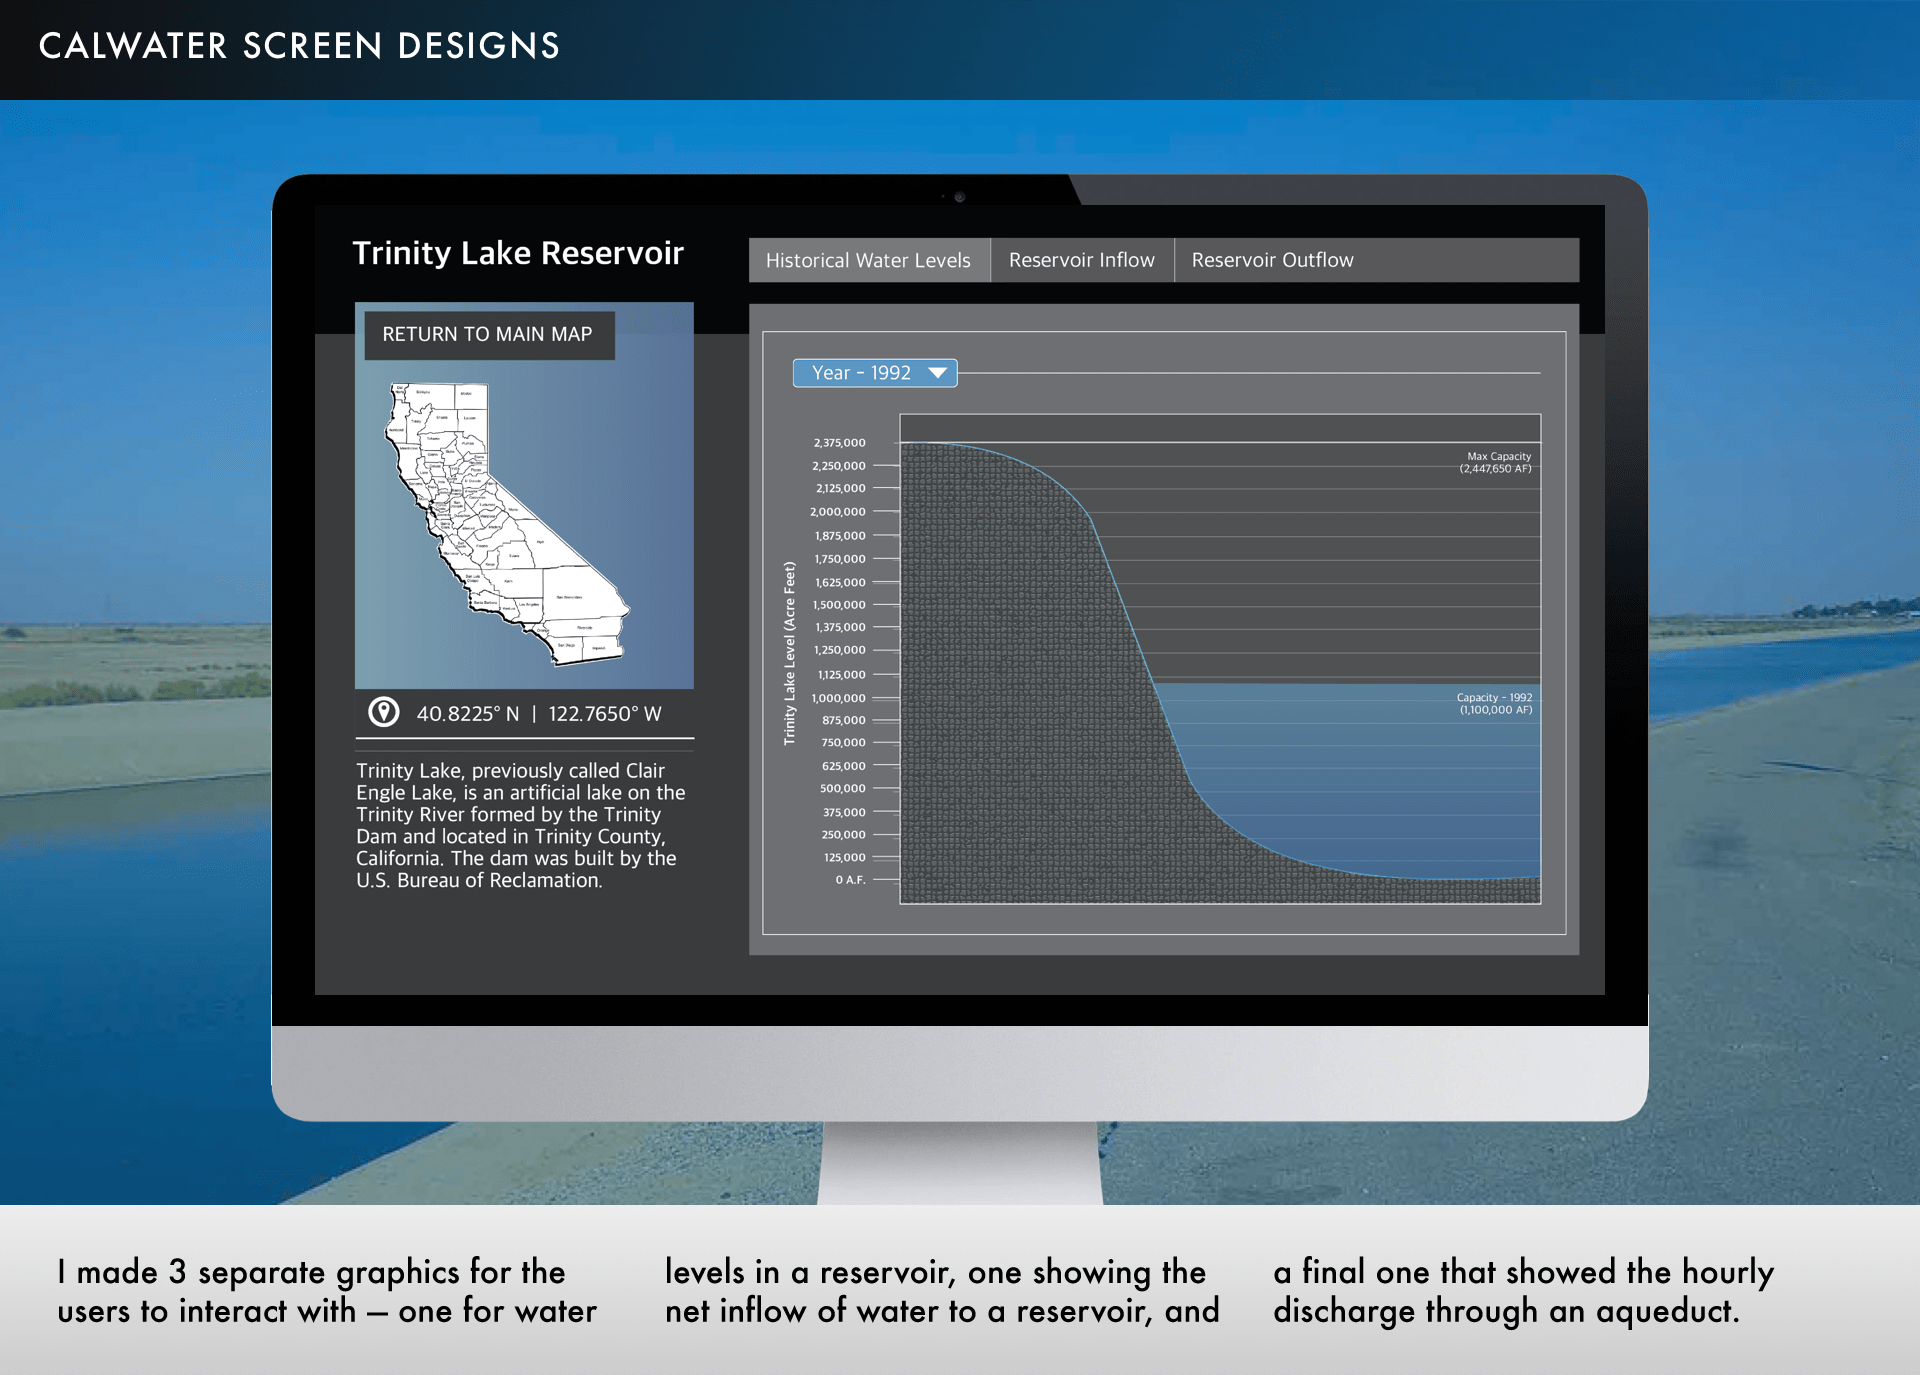 CALWATER SCREEN DESIGNS
Trinity Lake Reservoir
Historical Water Levels
Reservoir Inflow
Reservoir Outflow
RETURN TO MAIN MAP
40.8225° N | 122.7650° W
Trinity Lake, previously called Clair
Engle Lake, is an artificial lake on the
Trinity River formed by the Trinity
Dam and located in Trinity County,
California. The dam was built by the
U.S. Bureau of Reclamation.
Year - 1992
Trinity Lake Level (Acre Feet)
2,375,000
2,250,000
2,125,000
2,000,000
1,875,000
1,750,000
1,625,000
1,500,000
1,375,000
1,250,000
1,125,000
1,000,000
875,000
750,000
625,000
500,000
375,000
250,000
125,000
0 A.F.
Max Capacity
(2,447,650 AF)
Capacity - 1992
(1,100,000 AF)
I made 3 separate graphics for the
users to interact with — one for water
levels in a reservoir, one showing the
net inflow of water to a reservoir, and
a final one that showed the hourly
discharge through an aqueduct.